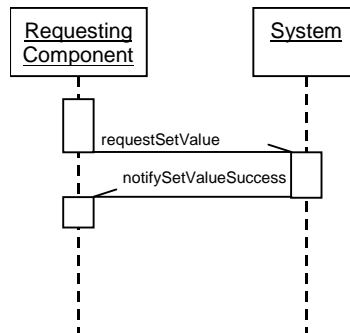 Requesting
Component
System
requestSetValue
notifySetValueSuccess